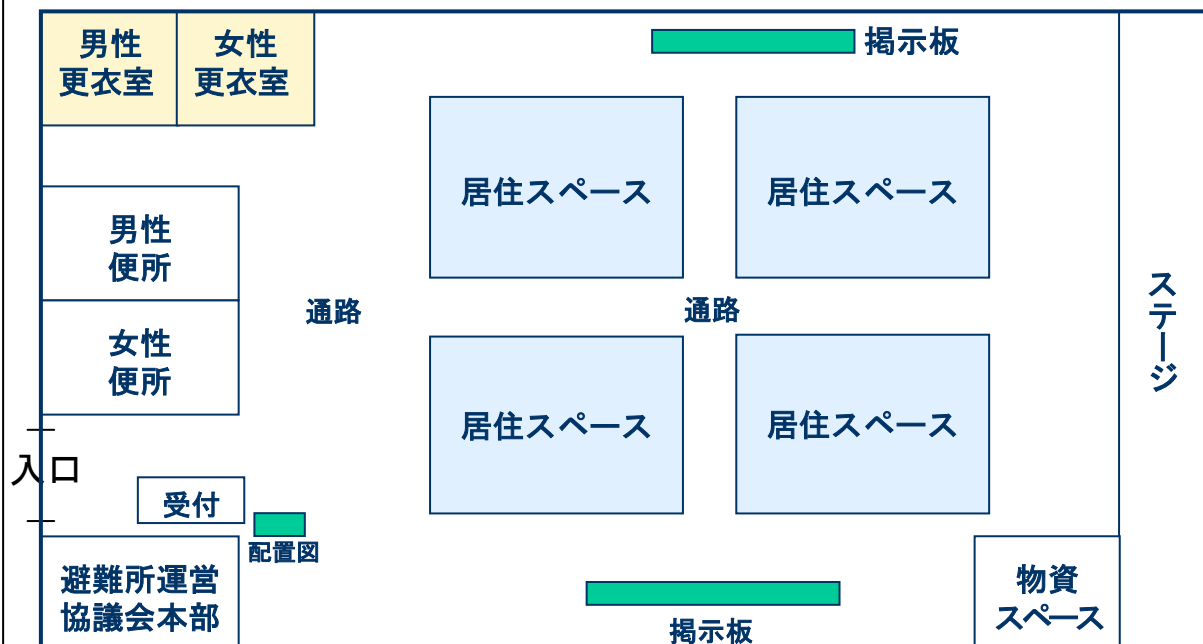 男性
更衣室
女性
更衣室
掲示板
居住スペース
居住スペース
男性
便所
通路
通路
ステージ
女性
便所
居住スペース
居住スペース
入口
受付
配置図
避難所運営
協議会本部
掲示板
物資
スペース